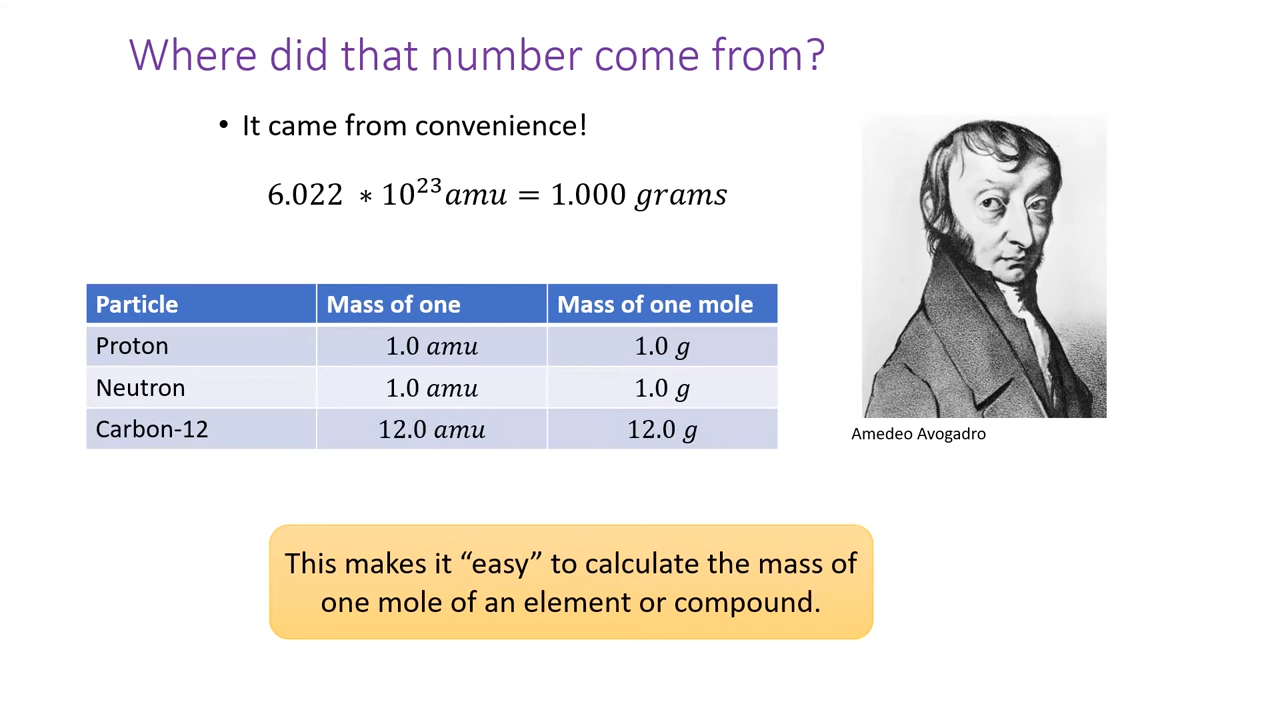 Where did that number come from?
• It came from convenience!
6.022 ∗ 10²³ amu = 1.000 grams
Particle Mass of one Mass of one mole
Proton 1.0 amu 1.0 g
Neutron 1.0 amu 1.0 g
Carbon-12 12.0 amu 12.0 g
Amedeo Avogadro
This makes it “easy” to calculate the mass of
one mole of an element or compound.